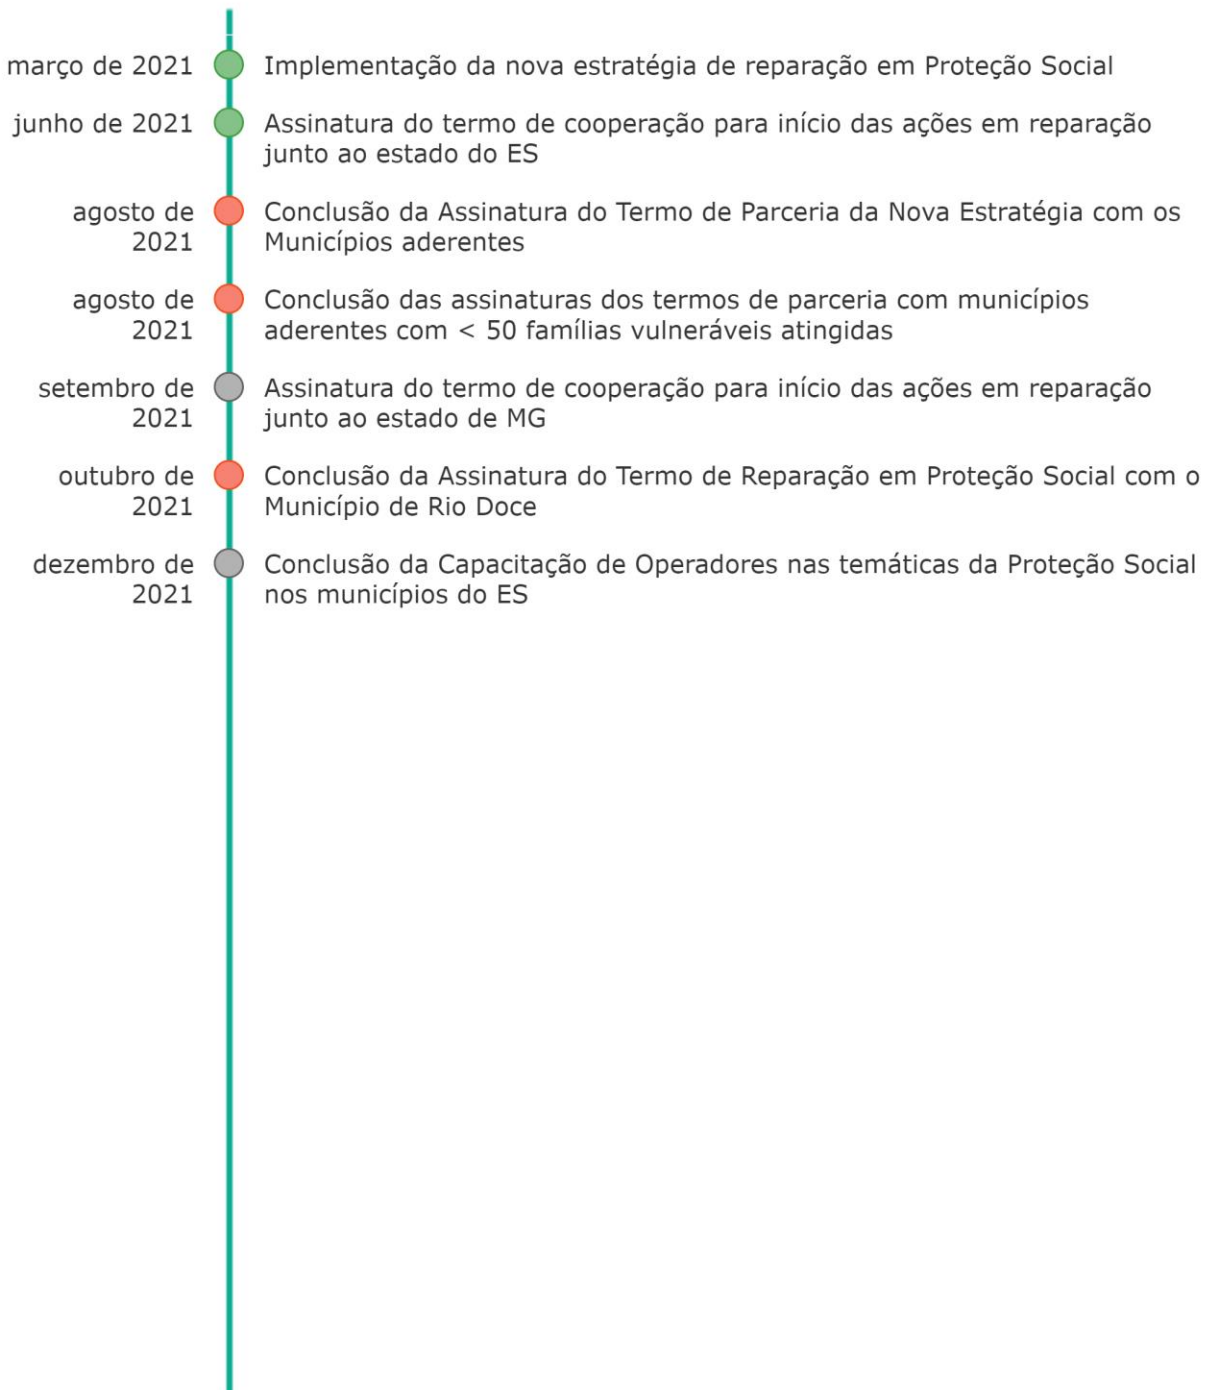 março de 2021 Implementação da nova estratégia de reparação em Proteção Social
junho de 2021 Assinatura do termo de cooperação para início das ações em reparação
junto ao estado do ES
agosto de Conclusão da Assinatura do Termo de Parceria da Nova Estratégia com os
2021 Municípios aderentes
agosto de Conclusão das assinaturas dos termos de parceria com municípios
2021 aderentes com < 50 famílias vulneráveis atingidas
setembro de Assinatura do termo de cooperação para início das ações em reparação
2021 junto ao estado de MG
outubro de Conclusão da Assinatura do Termo de Reparação em Proteção Social com o
2021 Município de Rio Doce
dezembro de Conclusão da Capacitação de Operadores nas temáticas da Proteção Social
2021 nos municípios do ES